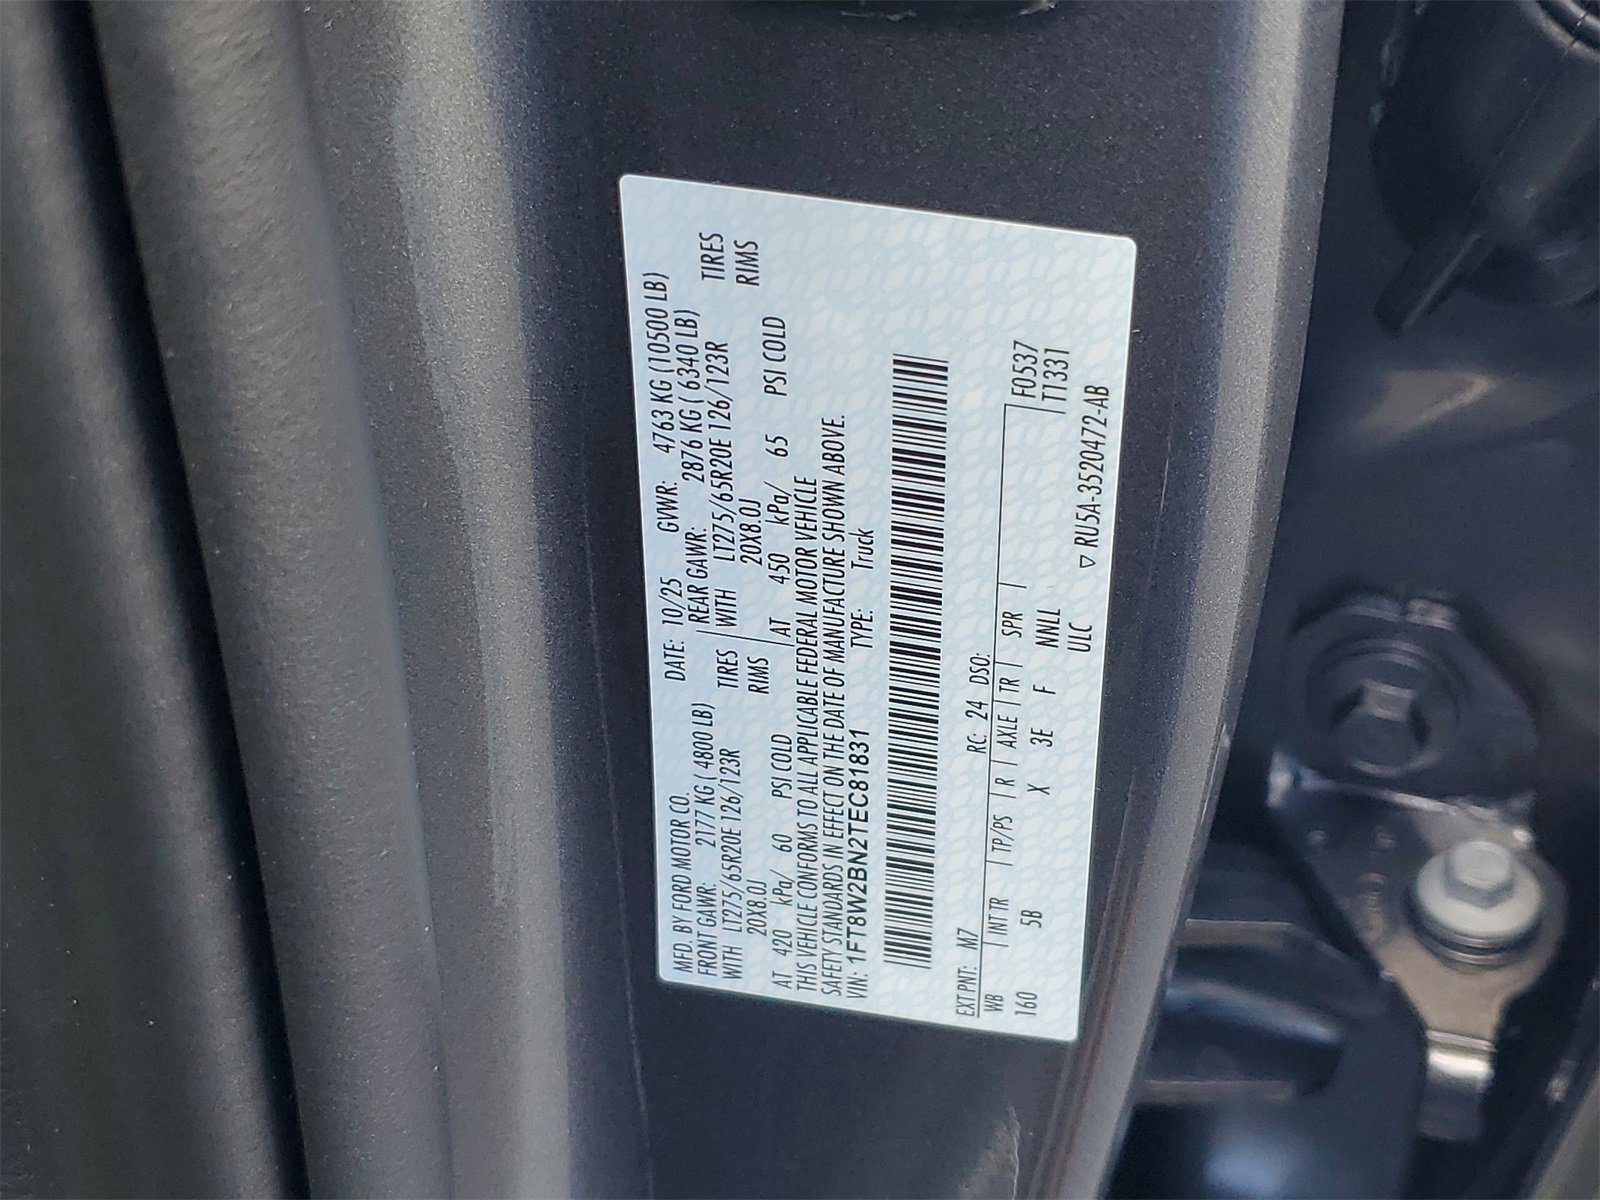 MFD. BY FORD MOTOR CO. DATE: 10/25 GVWR: 4763 KG (10500 LB)
FRONT GAWR: 2177 KG ( 4800 LB) REAR GAWR: 2876 KG ( 6340 LB)
WITH LT275/65R20E 126/123R TIRES WITH LT275/65R20E 126/123R TIRES
20X8.0J RIMS 20X8.0J RIMS
AT 420 kPa/ 60 PSI COLD AT 450 kPa/ 65 PSI COLD
THIS VEHICLE CONFORMS TO ALL APPLICABLE FEDERAL MOTOR VEHICLE
SAFETY STANDARDS IN EFFECT ON THE DATE OF MANUFACTURE SHOWN ABOVE.
VIN: 1FT8W2BN2TEC81831 TYPE: Truck
EXT PNT: M7 RC: 24 DSO:
WB INT TR TP/PS R AXLE TR SPR F0537
160 5B X 3E F NNLL T1331
ULC ▽ RU5A-3520472-AB